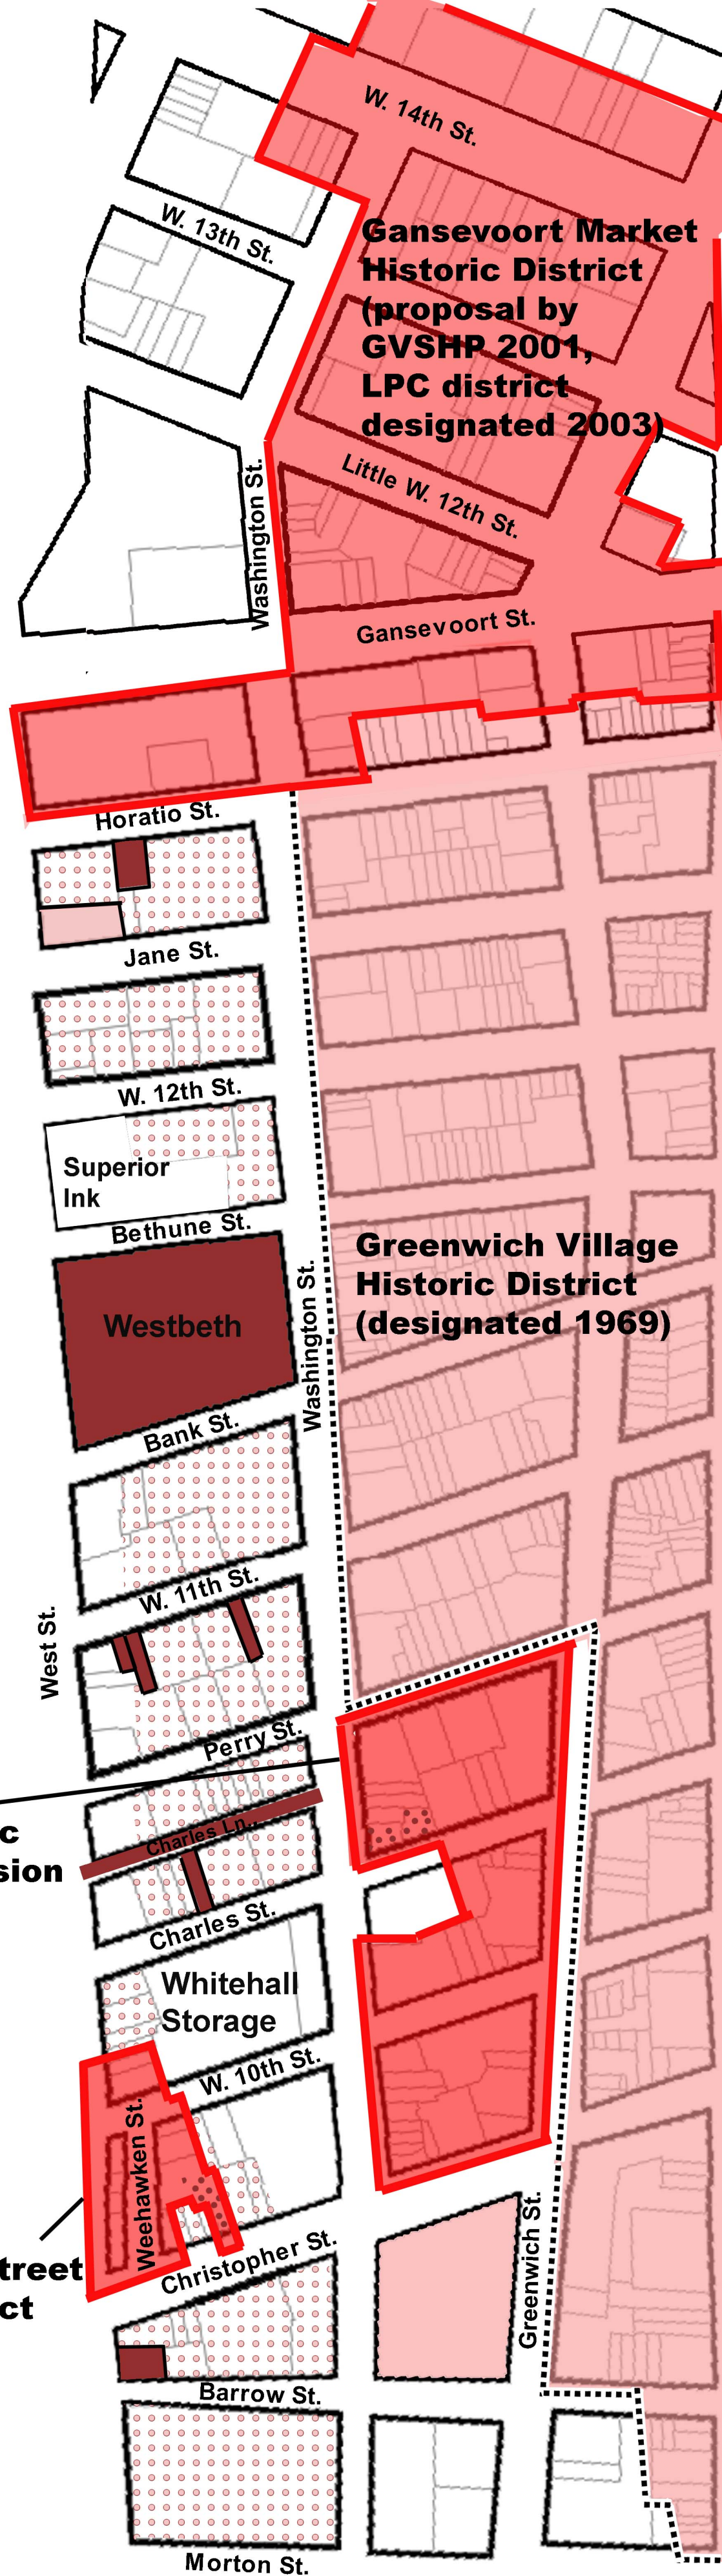 W. 14th St.
W. 13th St.
Gansevoort Market
Historic District
(proposal by
GVSHP 2001,
LPC district
designated 2003)
Little W. 12th St.
Washington St.
Gansevoort St.
Horatio St.
Jane St.
W. 12th St.
Superior
Ink
Bethune St.
Greenwich Village
Historic District
(designated 1969)
Westbeth
Washington St.
Bank St.
W. 11th St.
West St.
Perry St.
c
sion
Charles Ln.
Charles St.
Whitehall
Storage
W. 10th St.
Weehawken St.
treet
ct
Christopher St.
Greenwich St.
Barrow St.
Morton St.